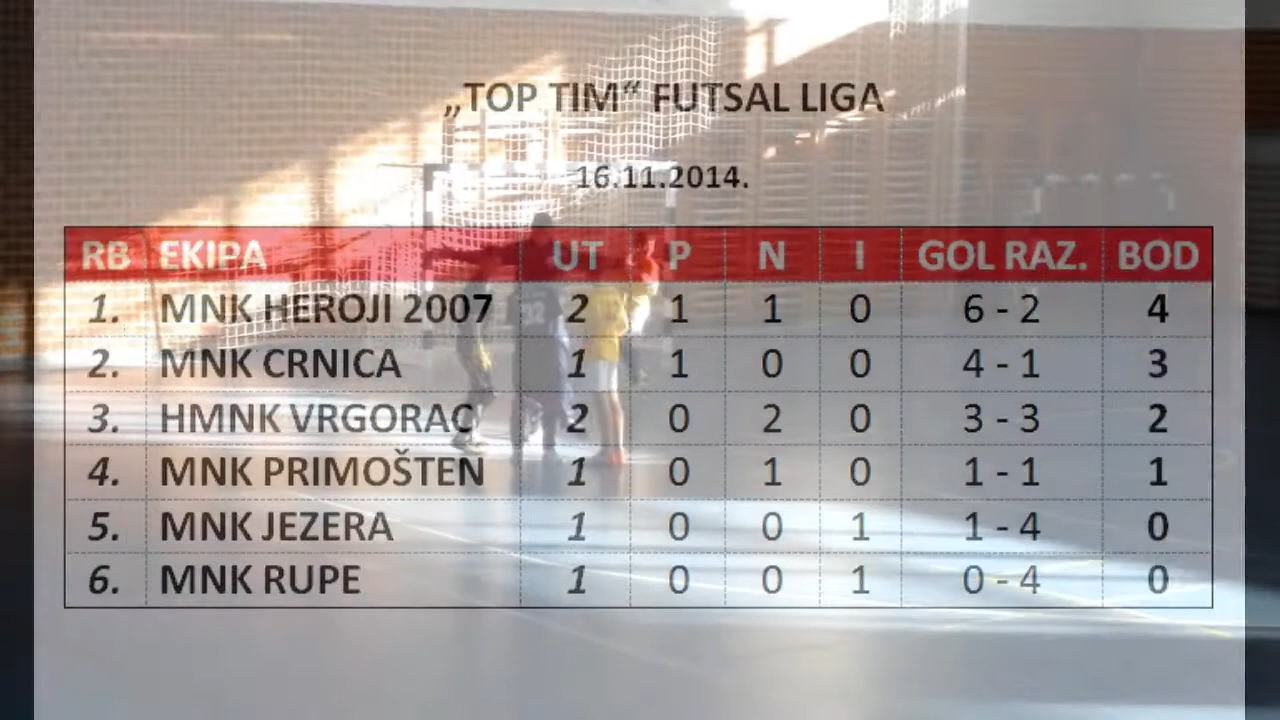 „TOP TIM“ FUTSAL LIGA
16.11.2014.
RB EKIPA UT P N I GOL RAZ. BOD
1. MNK HEROJI 2007 2 1 1 0 6 - 2 4
2. MNK CRNICA 1 1 0 0 4 - 1 3
3. HMNK VRGORAC 2 0 2 0 3 - 3 2
4. MNK PRIMOŠTEN 1 0 1 0 1 - 1 1
5. MNK JEZERA 1 0 0 1 1 - 4 0
6. MNK RUPE 1 0 0 1 0 - 4 0
32